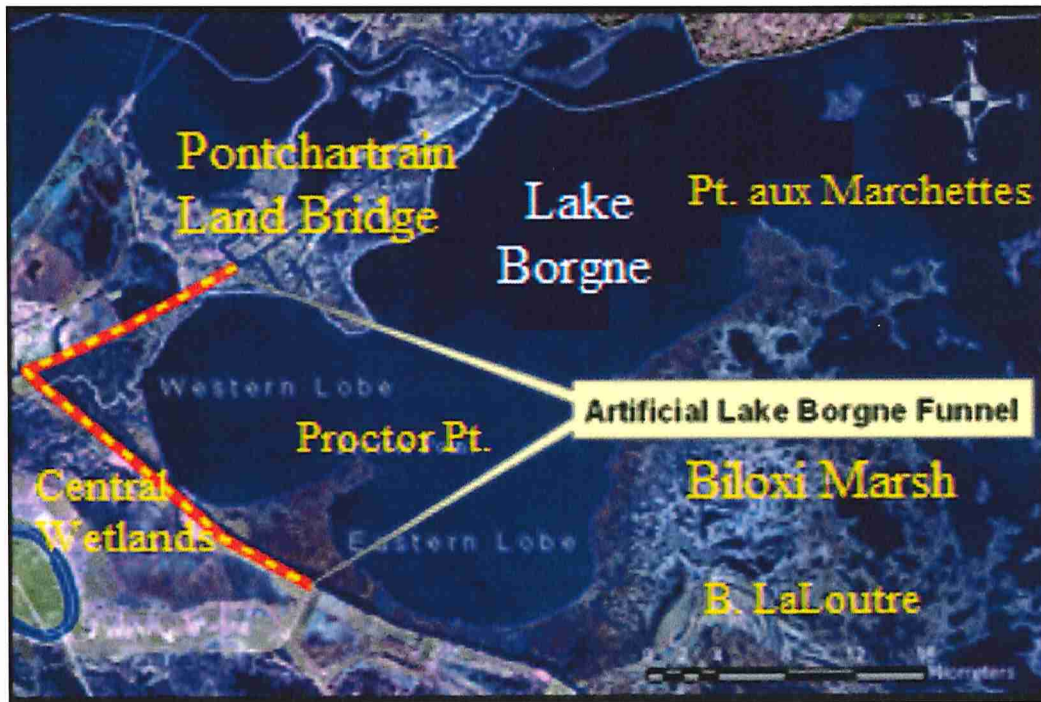 N
W
E
S
Pontchartrain
Land Bridge
Lake
Borgne
Pt. aux Marchettes
Western Lobe
Artificial Lake Borgne Funnel
Proctor Pt.
Central
Wetlands
Biloxi Marsh
Eastern Lobe
B. LaLoutre
Kilometers